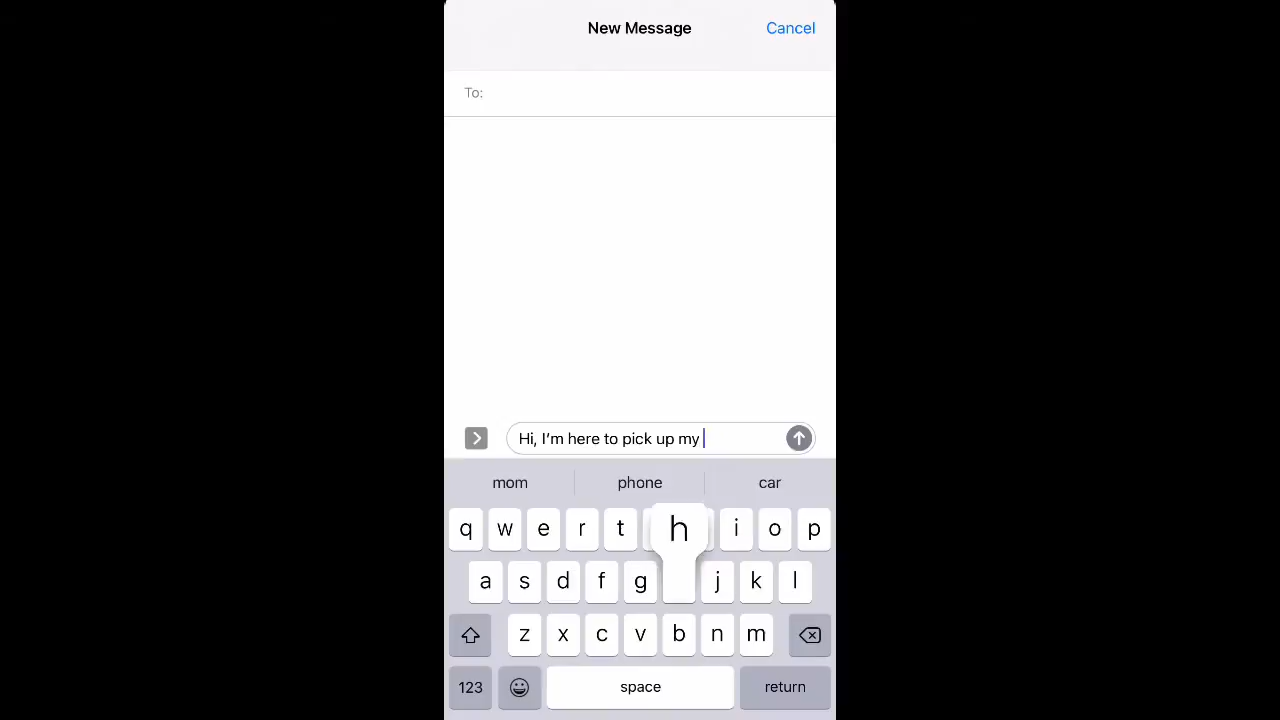 New Message
Cancel
To:
Hi, I’m here to pick up my
mom phone car
q w e r t h i o p
a s d f g j k l
z x c v b n m
123 space return